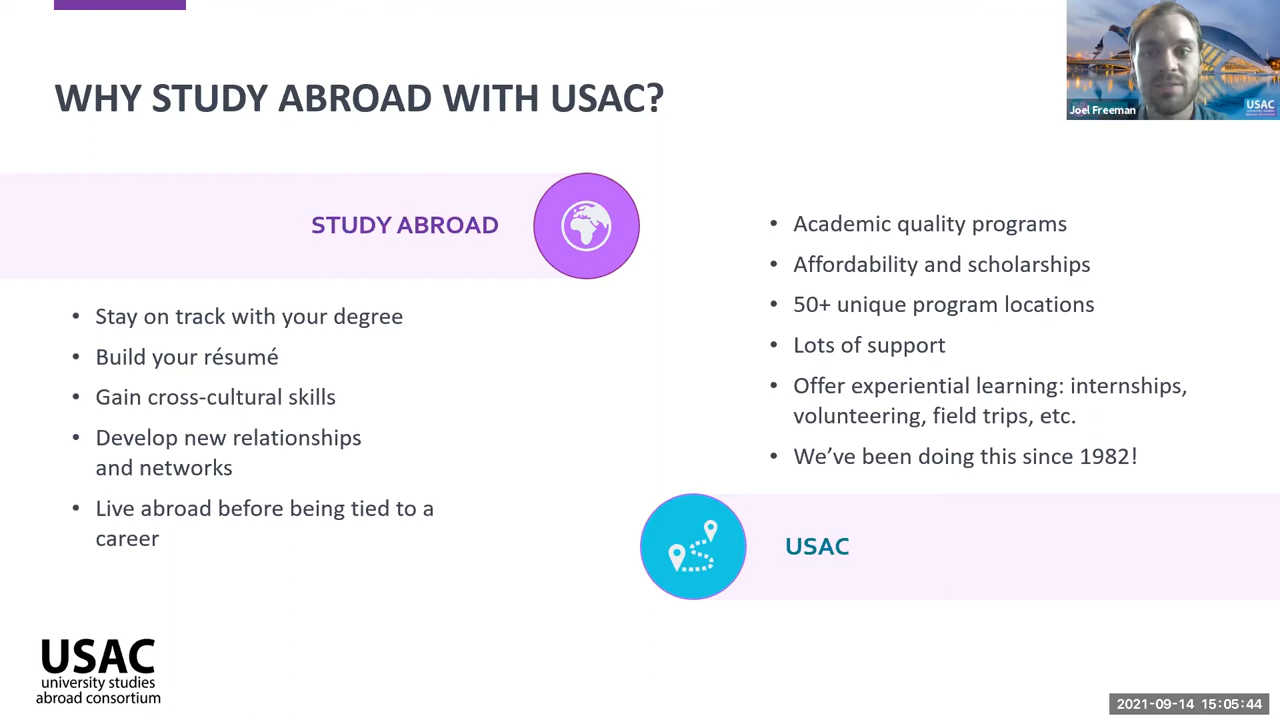 WHY STUDY ABROAD WITH USAC?
Joel Freeman
USAC
STUDY ABROAD
• Stay on track with your degree
• Build your résumé
• Gain cross-cultural skills
• Develop new relationships
and networks
• Live abroad before being tied to a
career
• Academic quality programs
• Affordability and scholarships
• 50+ unique program locations
• Lots of support
• Offer experiential learning: internships,
volunteering, field trips, etc.
• We’ve been doing this since 1982!
USAC
USAC
university studies
abroad consortium
2021-09-14 15:05:44